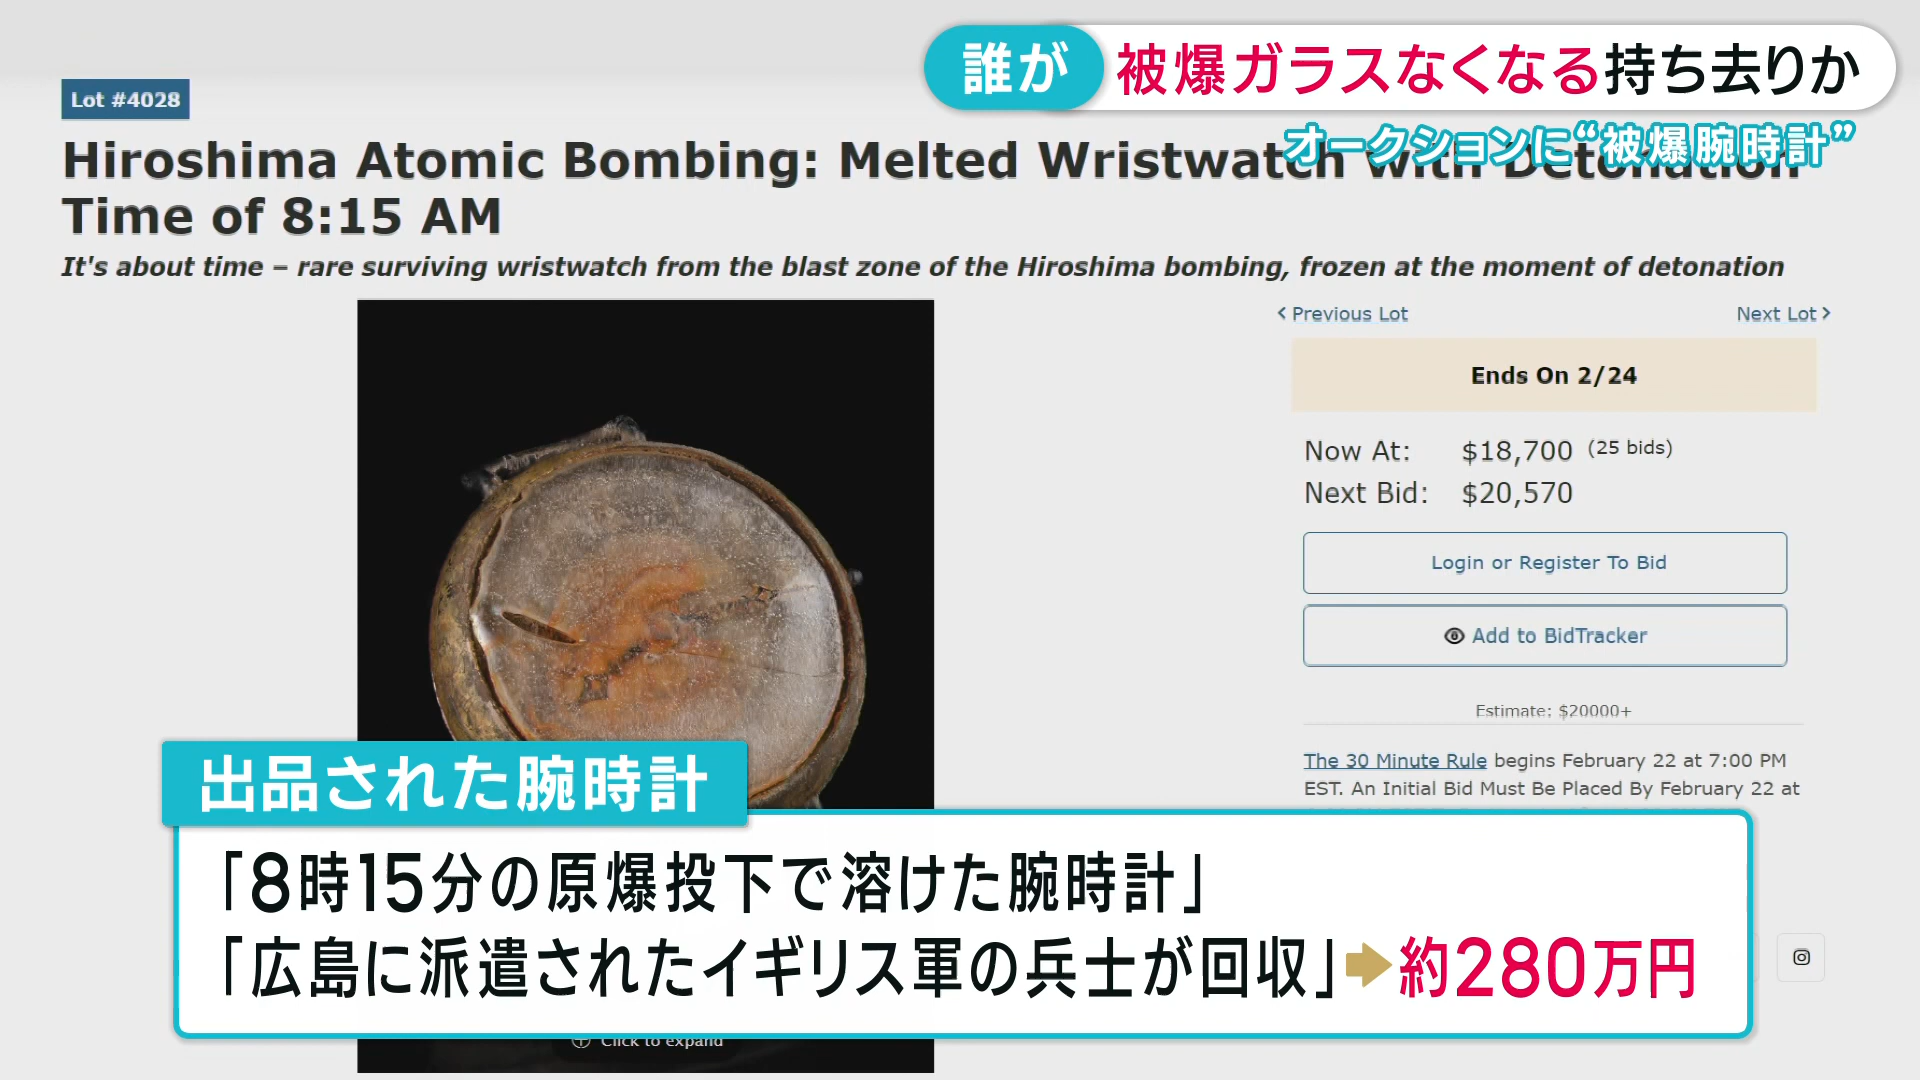 誰が 被爆ガラスなくなる持ち去りか
オークションに“被爆腕時計”
Lot #4028
Hiroshima Atomic Bombing: Melted Wristwatch with Detonation
Time of 8:15 AM
It's about time – rare surviving wristwatch from the blast zone of the Hiroshima bombing, frozen at the moment of detonation
Previous Lot Next Lot
Ends On 2/24
Now At: $18,700 (25 bids)
Next Bid: $20,570
Login or Register To Bid
Add to BidTracker
Estimate: $20000+
The 30 Minute Rule begins February 22 at 7:00 PM
EST. An Initial Bid Must Be Placed By February 22 at
出品された腕時計
「8時15分の原爆投下で溶けた腕時計」
「広島に派遣されたイギリス軍の兵士が回収」➡約280万円
Click to expand